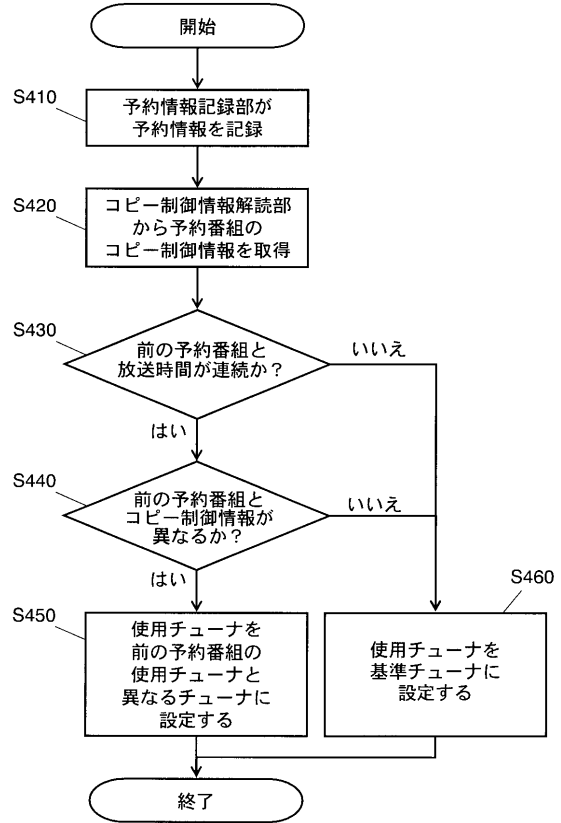 開始
S410
予約情報記録部が
予約情報を記録
S420
コピー制御情報解読部
から予約番組の
コピー制御情報を取得
S430
前の予約番組と
放送時間が連続か？
いいえ
はい
S440
前の予約番組と
コピー制御情報が
異なるか？
いいえ
はい
S450
使用チューナを
前の予約番組の
使用チューナと
異なるチューナに
設定する
S460
使用チューナを
基準チューナに
設定する
終了